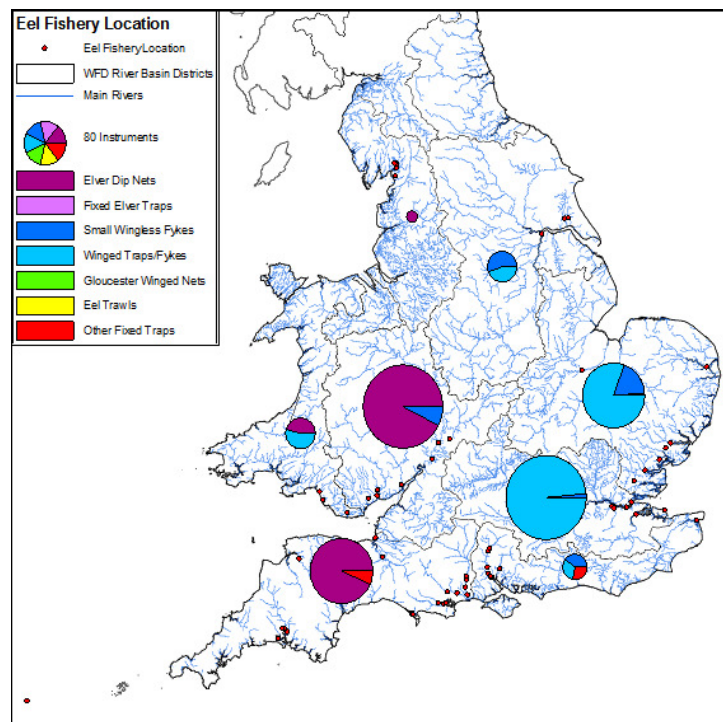 Eel Fishery Location
Eel FisheryLocation
WFD River Basin Districts
Main Rivers
80 Instruments
Elver Dip Nets
Fixed Elver Traps
Small Wingless Fykes
Winged Traps/Fykes
Gloucester Winged Nets
Eel Trawls
Other Fixed Traps